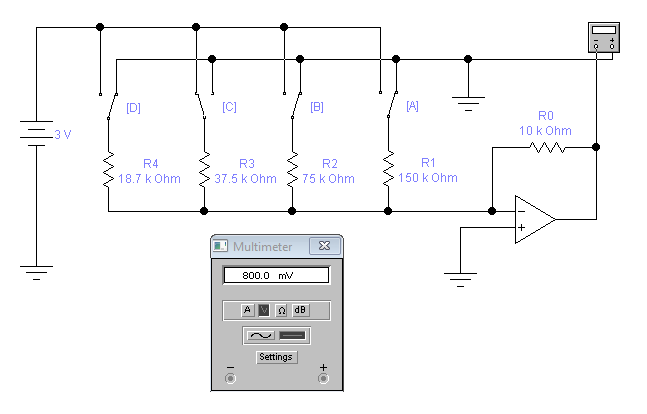 R0
10 k Ohm
[D]
[C]
[B]
[A]
3 V
R4
18.7 k Ohm
R3
37.5 k Ohm
R2
75 k Ohm
R1
150 k Ohm
Multimeter
800.0 mV
A V Ω dB
Settings
− +